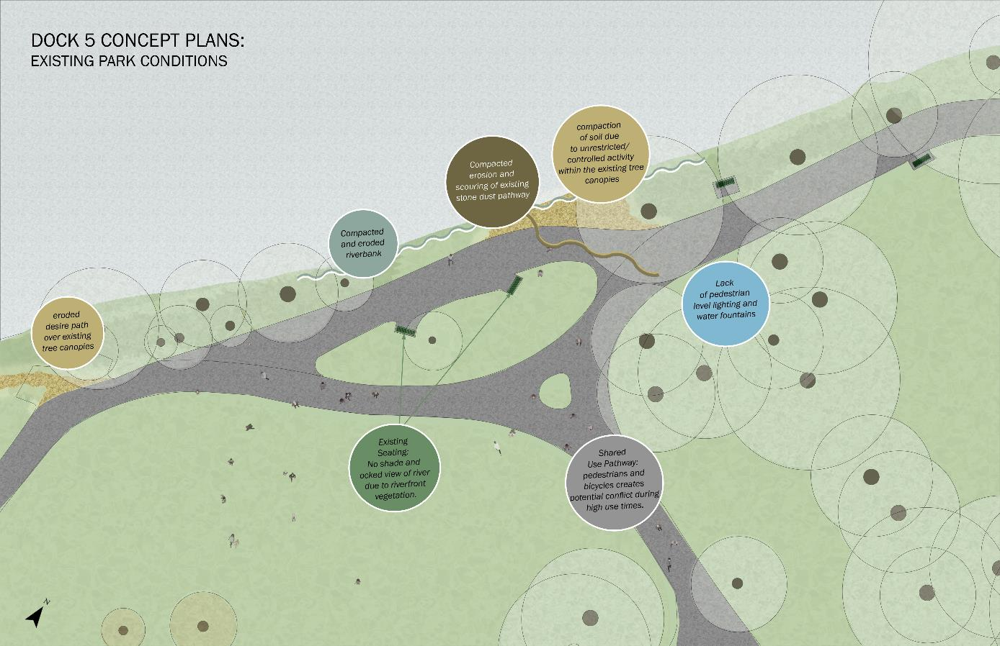 DOCK 5 CONCEPT PLANS:
EXISTING PARK CONDITIONS
compaction
of soil due
to unrestricted/
controlled activity
within the existing tree
canopies
Compacted
erosion and
scouring of existing
stone dust pathway
Compacted
and eroded
riverbank
Lack
of pedestrian
level lighting and
water fountains
eroded
desire path
over existing
tree canopies
Existing
Seating:
No shade and
ocked view of river
due to riverfront
vegetation.
Shared
Use Pathway:
pedestrians and
bicycles creates
potential conflict during
high use times.
N